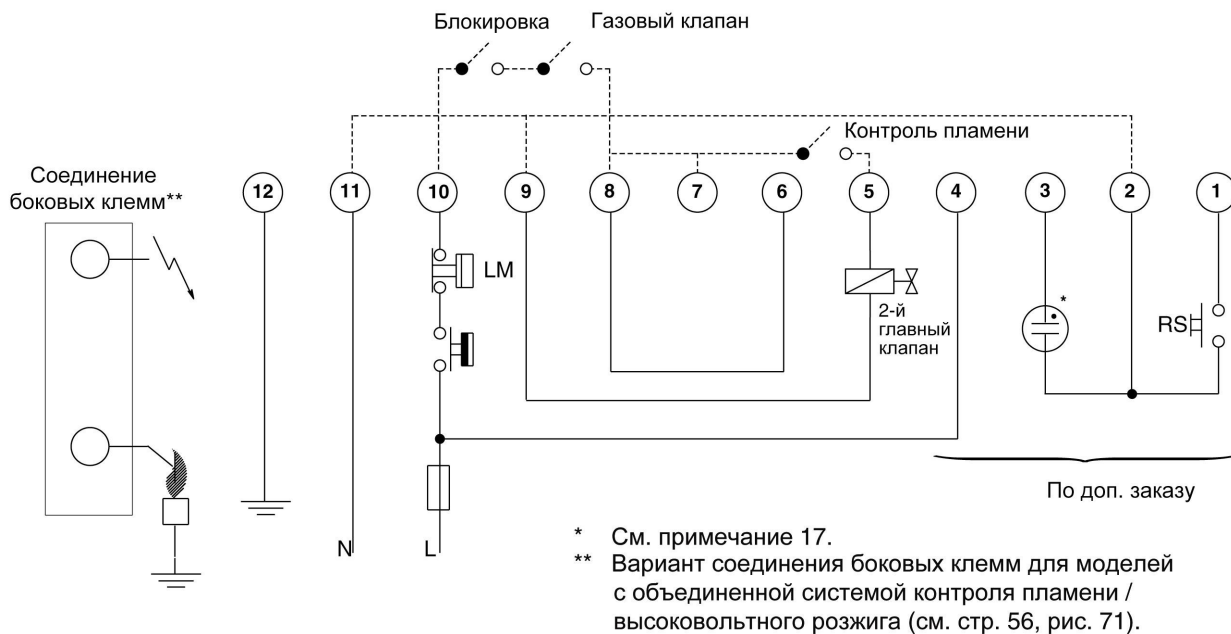 Блокировка
Газовый клапан
Контроль пламени
Соединение
боковых клемм**
12
11
10
9
8
7
6
5
4
3
2
1
LM
2-й
главный
клапан
*
RS
По доп. заказу
N
L
* См. примечание 17.
** Вариант соединения боковых клемм для моделей
с объединенной системой контроля пламени /
высоковольтного розжига (см. стр. 56, рис. 71).